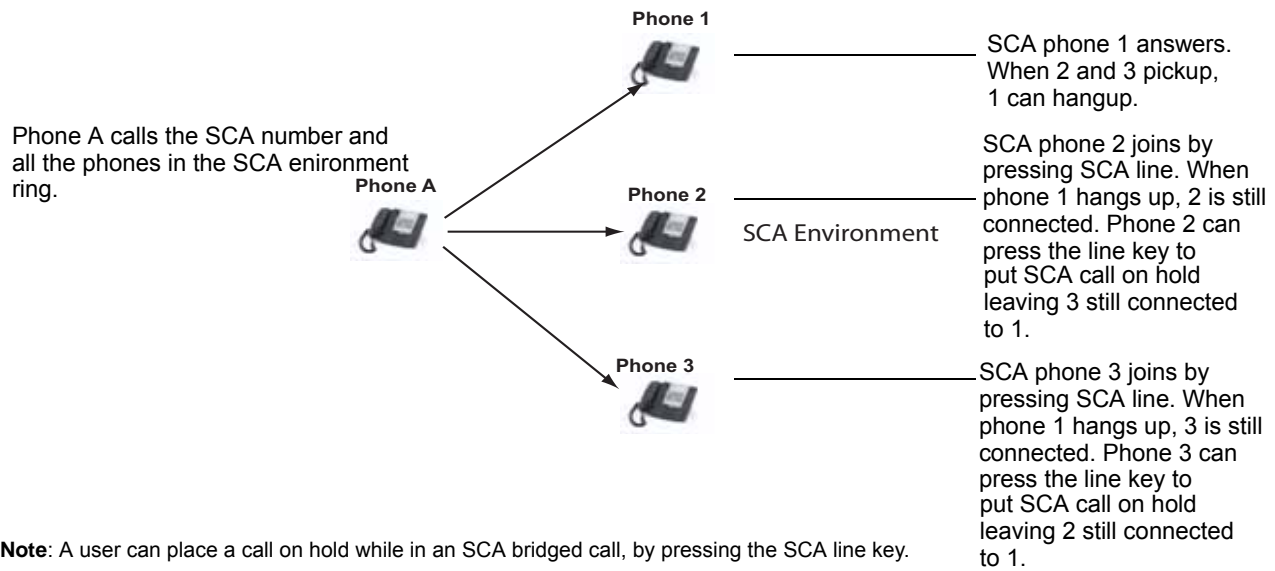 Phone 1
SCA phone 1 answers.
When 2 and 3 pickup,
1 can hangup.
Phone A calls the SCA number and
all the phones in the SCA enironment
ring.
Phone A
Phone 2
SCA Environment
SCA phone 2 joins by
pressing SCA line. When
phone 1 hangs up, 2 is still
connected. Phone 2 can
press the line key to
put SCA call on hold
leaving 3 still connected
to 1.
Phone 3
SCA phone 3 joins by
pressing SCA line. When
phone 1 hangs up, 3 is still
connected. Phone 3 can
press the line key to
put SCA call on hold
leaving 2 still connected
to 1.
Note: A user can place a call on hold while in an SCA bridged call, by pressing the SCA line key.